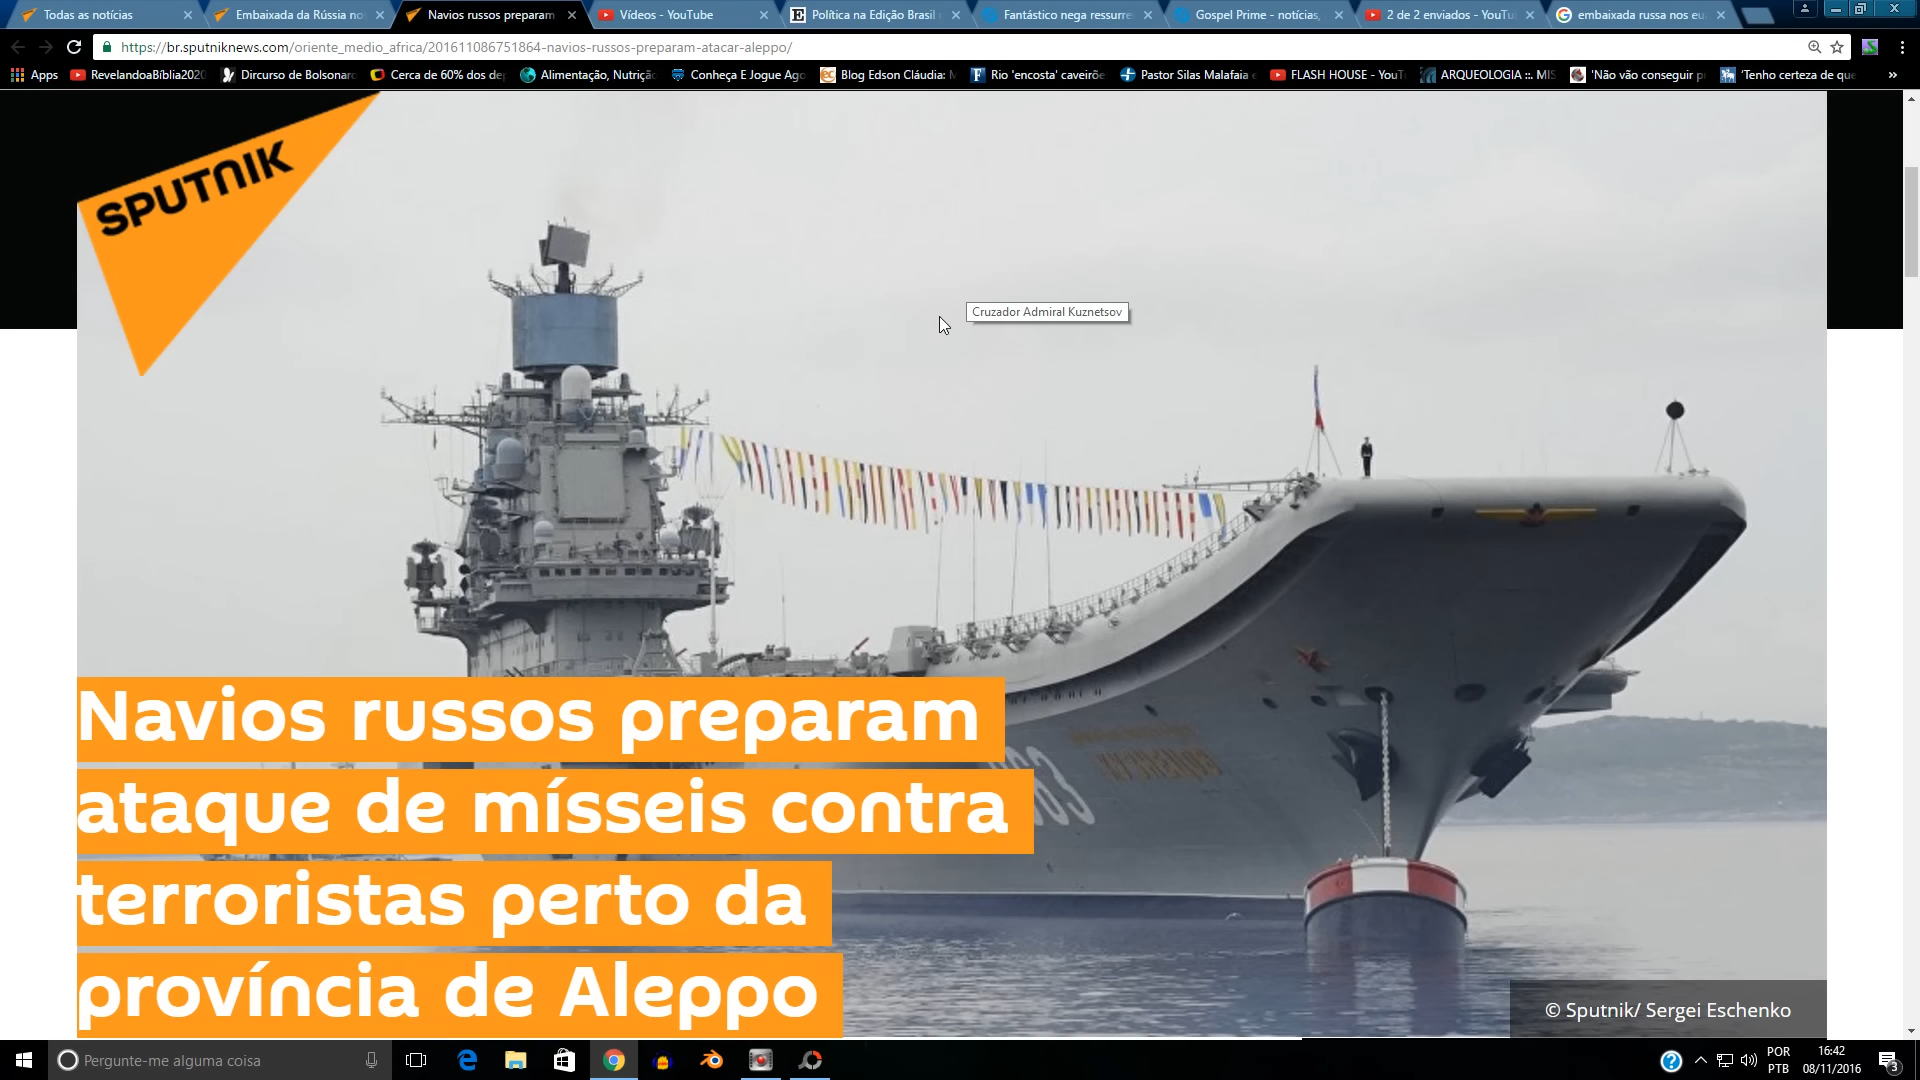 Todas as notícias
Embaixada da Rússia no
Navios russos preparam
Vídeos - YouTube
Política na Edição Brasil
Fantástico nega ressurre
Gospel Prime - notícias,
2 de 2 enviados - YouTu
embaixada russa nos eu
https://br.sputniknews.com/oriente_medio_africa/201611086751864-navios-russos-preparam-atacar-aleppo/
Apps
RevelandoaBíblia2020
Dircurso de Bolsonaro
Cerca de 60% dos dep
Alimentação, Nutriçã
Conheça E Jogue Ago
Blog Edson Cláudia: M
Rio 'encosta' caveirõe
Pastor Silas Malafaia e
FLASH HOUSE - YouT
ARQUEOLOGIA ::. MIS
'Não vão conseguir p
'Tenho certeza de que
»
SPUTNIK
Cruzador Admiral Kuznetsov
Navios russos preparam
ataque de mísseis contra
terroristas perto da
província de Aleppo
© Sputnik/ Sergei Eschenko
Pergunte-me alguma coisa
POR
PTB
16:42
08/11/2016
3